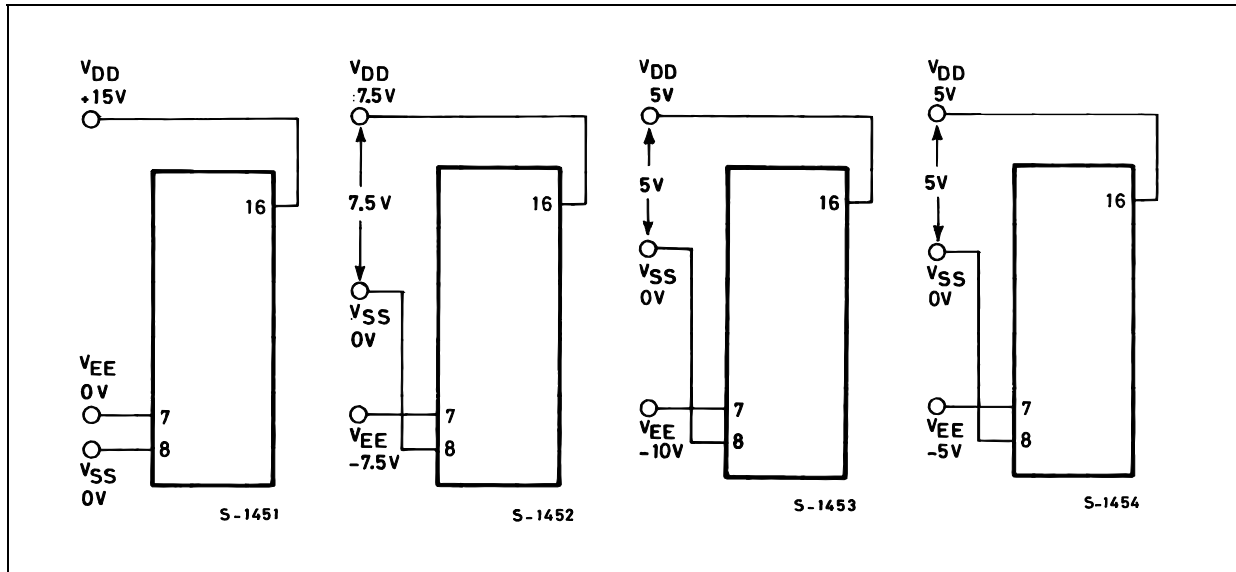 VDD
+15V
16
VEE
0V
7
8
VSS
0V
S-1451
VDD
:7.5V
7.5V
16
VSS
0V
7
VEE
-7.5V
8
S-1452
VDD
5V
5V
16
VSS
0V
7
VEE
-10V
8
S-1453
VDD
5V
5V
16
VSS
0V
7
VEE
-5V
8
S-1454